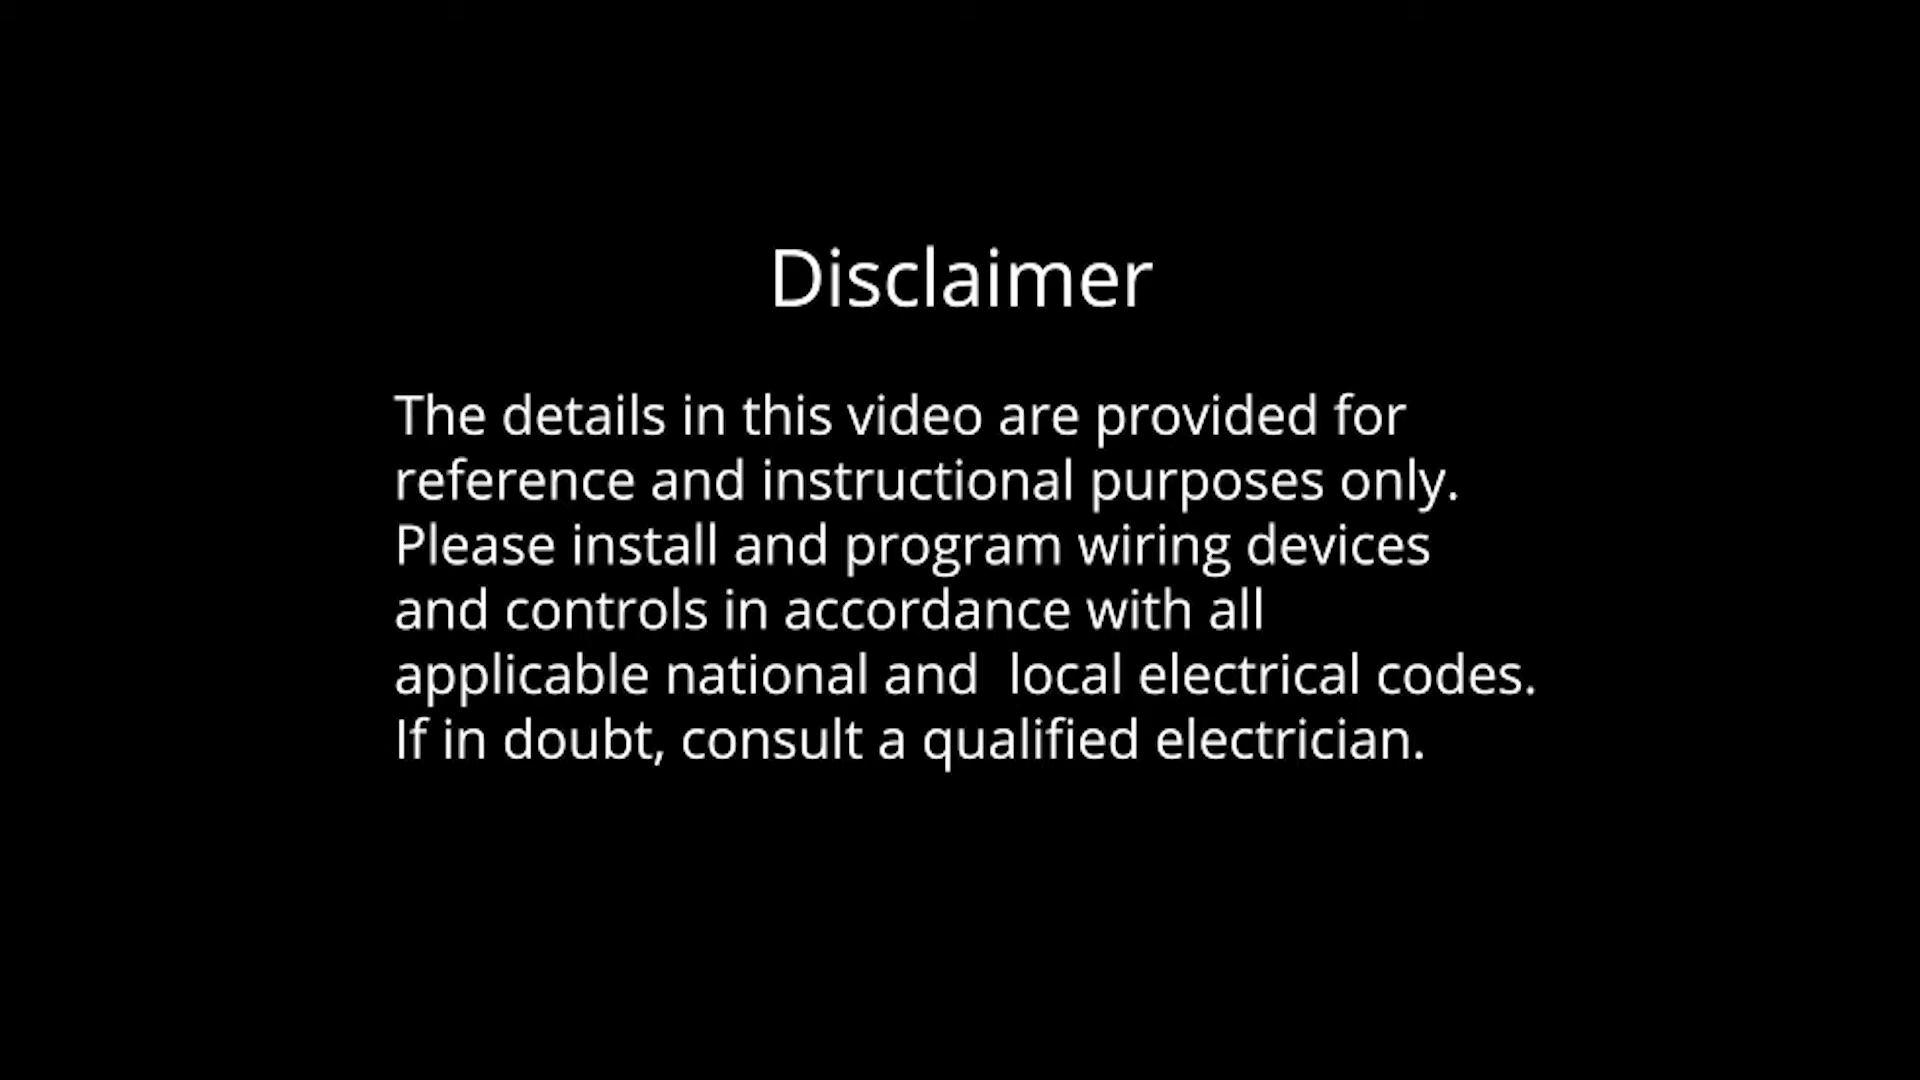 Disclaimer
The details in this video are provided for
reference and instructional purposes only.
Please install and program wiring devices
and controls in accordance with all
applicable national and  local electrical codes.
If in doubt, consult a qualified electrician.